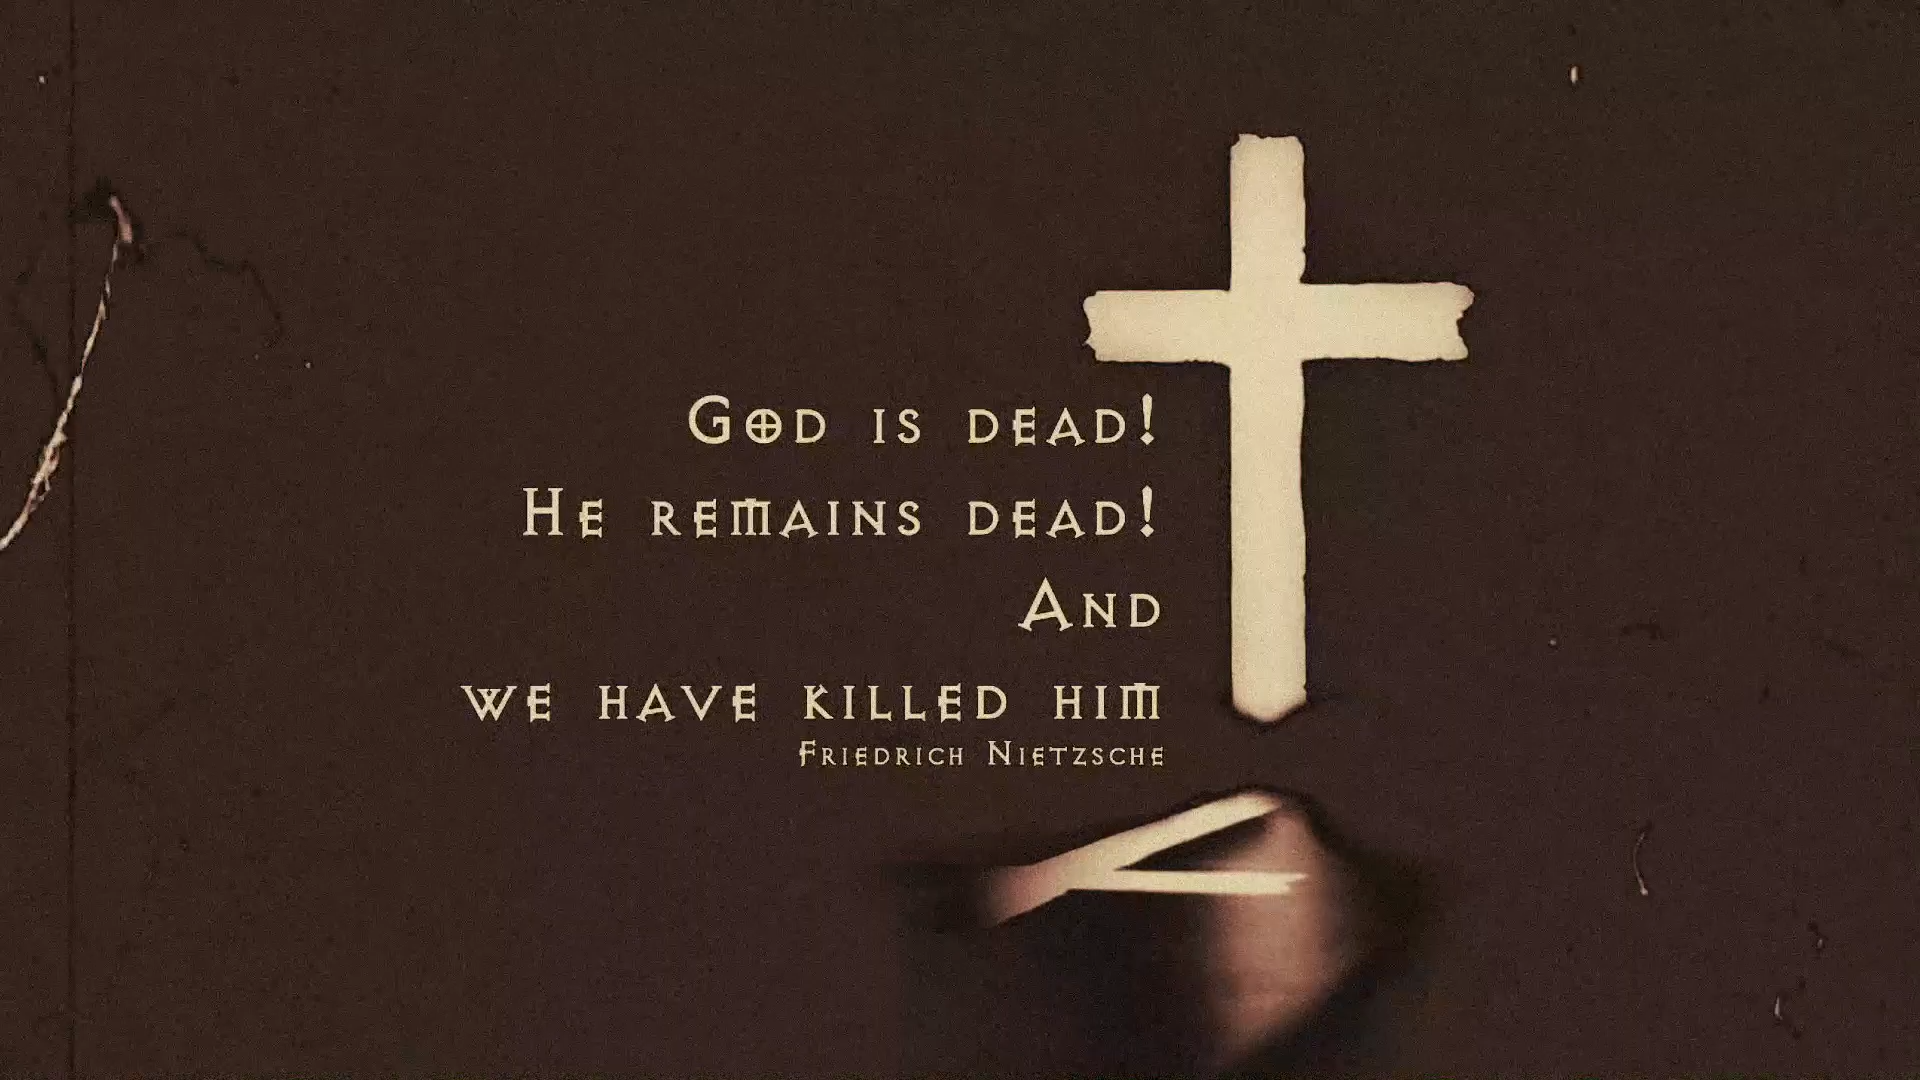 God is dead!
He remains dead!
And
we have killed him
Friedrich Nietzsche